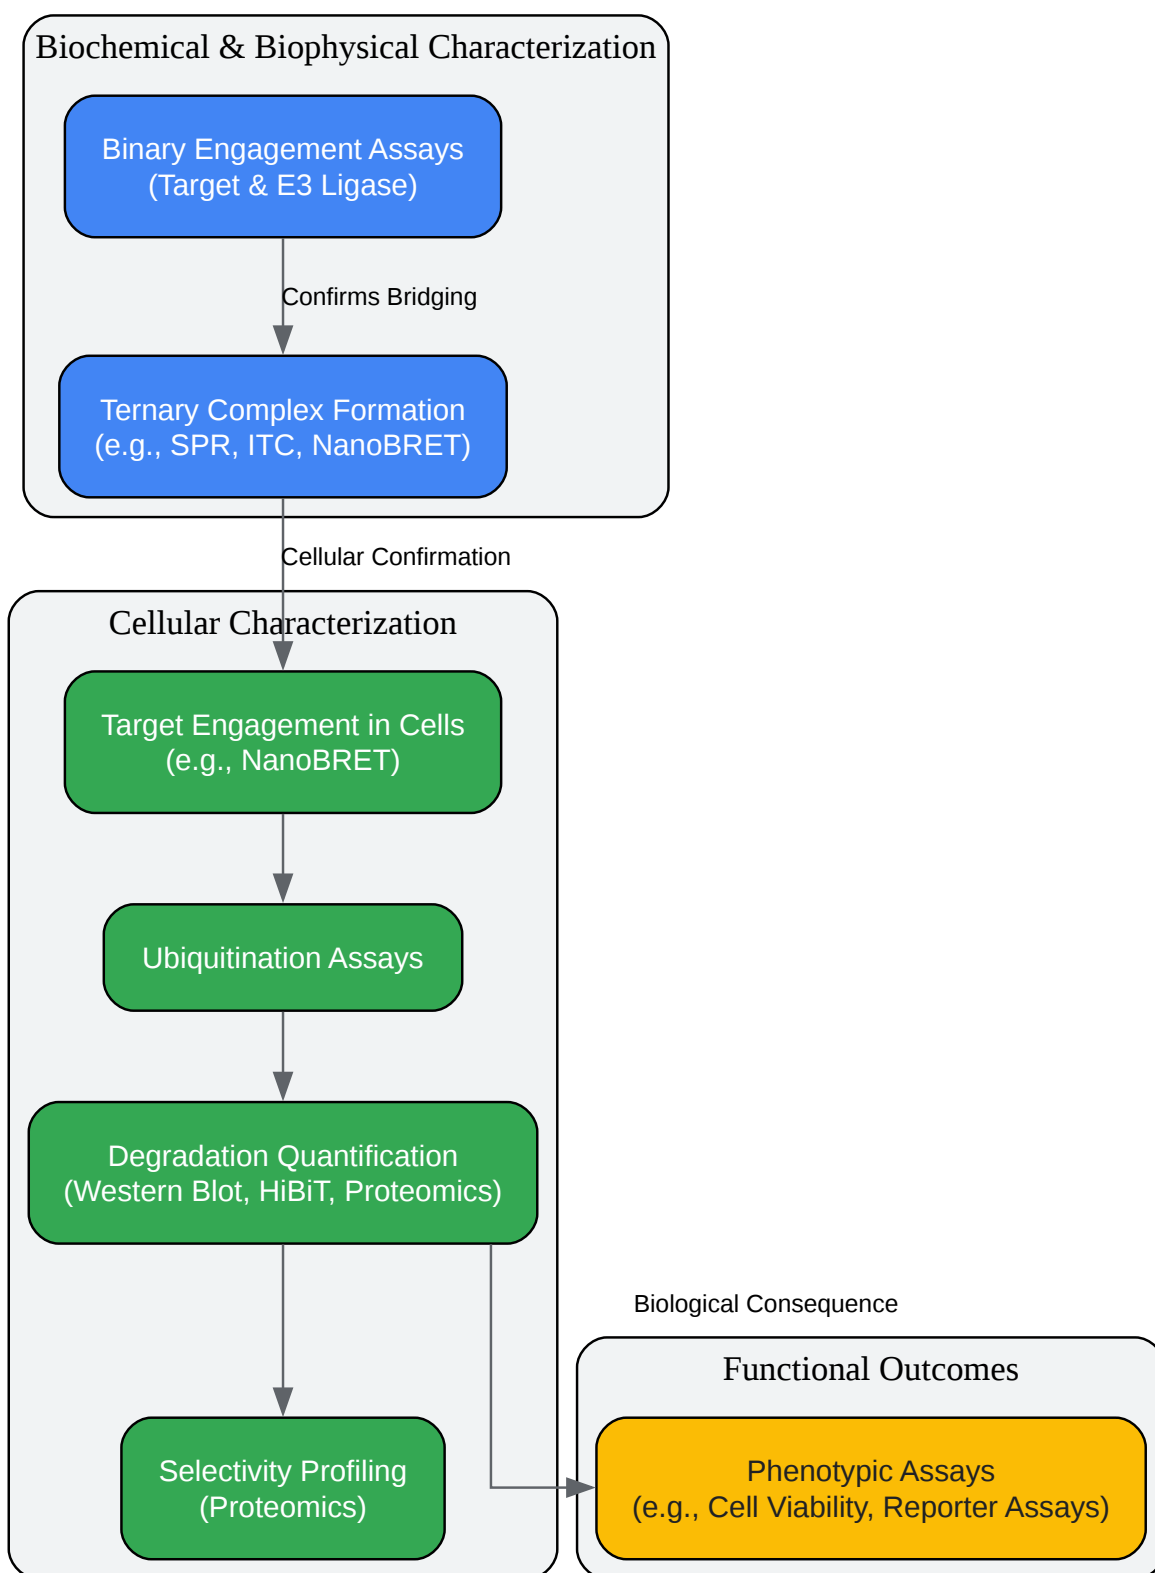 Biochemical & Biophysical Characterization
Binary Engagement Assays
(Target & E3 Ligase)
Confirms Bridging
Ternary Complex Formation
(e.g., SPR, ITC, NanoBRET)
Cellular Confirmation
Cellular Characterization
Target Engagement in Cells
(e.g., NanoBRET)
Ubiquitination Assays
Degradation Quantification
(Western Blot, HiBiT, Proteomics)
Biological Consequence
Functional Outcomes
Selectivity Profiling
(Proteomics)
Phenotypic Assays
(e.g., Cell Viability, Reporter Assays)